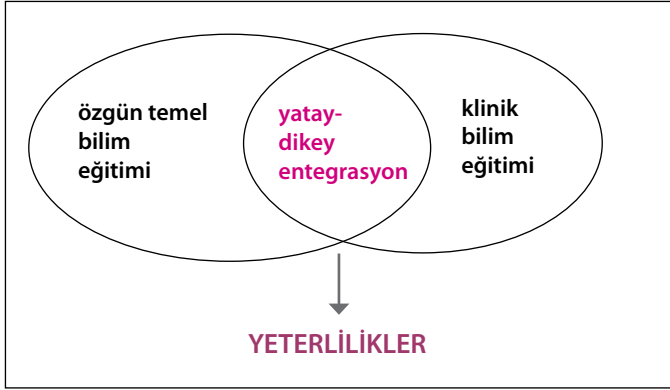 özgün temel
bilim
eğitimi
yatay-
dikey
entegrasyon
klinik
bilim
eğitimi
YETERLİLİKLER